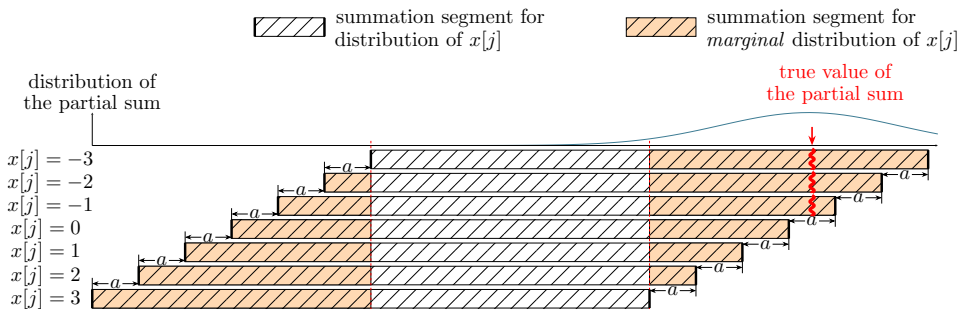 summation segment for
distribution of x[j]
summation segment for
marginal distribution of x[j]
distribution of
the partial sum
true value of
the partial sum
x[j] = −3
a
x[j] = −2
a
a
x[j] = −1
a
a
x[j] = 0
a
a
x[j] = 1
a
a
x[j] = 2
a
a
x[j] = 3
a